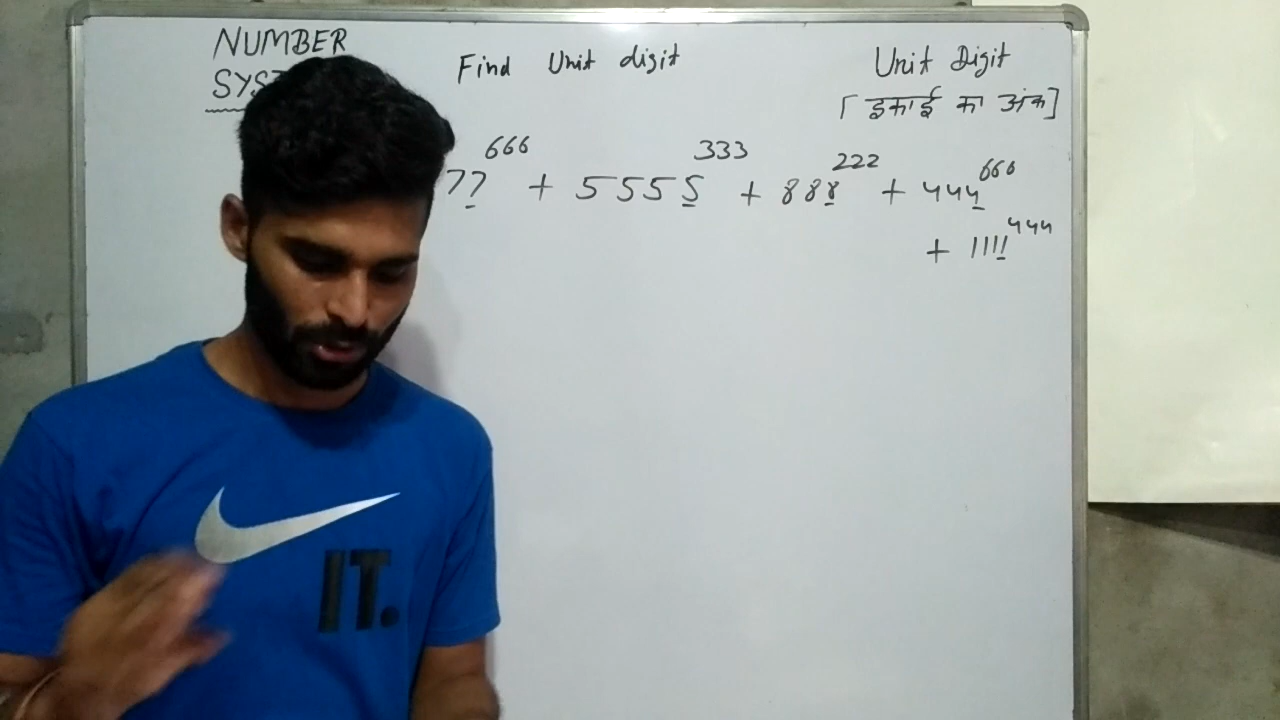 NUMBER
Find Unit digit
Unit Digit
[इकाई का अंक]
77^666 + 5555^333 + 888^222 + 444^666
+ 1111^444
IT.